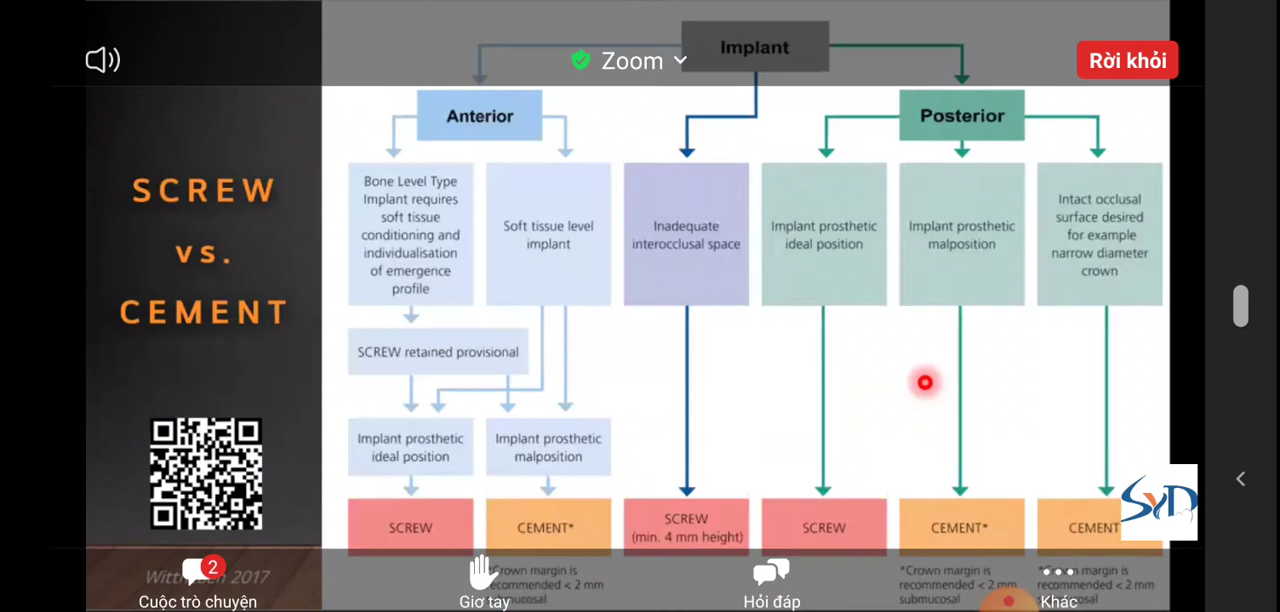 Implant
Zoom
Rời khỏi
Anterior
Posterior
SCREW
vs.
CEMENT
Bone Level Type
Implant requires
soft tissue
conditioning and
individualisation
of emergence
profile
Soft tissue level
implant
Inadequate
interocclusal space
Implant prosthetic
ideal position
Implant prosthetic
malposition
Intact occlusal
surface desired
for example
narrow diameter
crown
SCREW retained provisional
Implant prosthetic
ideal position
Implant prosthetic
malposition
SCREW
CEMENT*
SCREW
(min. 4 mm height)
SCREW
CEMENT*
CEMENT
SyD
2017
*Crown margin is
recommended < 2 mm
submucosal
*Crown margin is
recommended < 2 mm
submucosal
*Crown margin is
recommended < 2 mm
submucosal
2
Cuộc trò chuyện
Giơ tay
Hỏi đáp
Khác